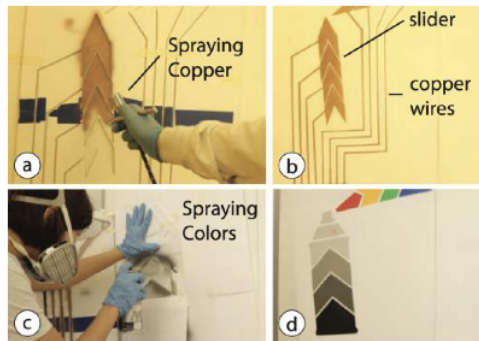 Spraying
Copper
a
slider
copper
wires
b
Spraying
Colors
c
d